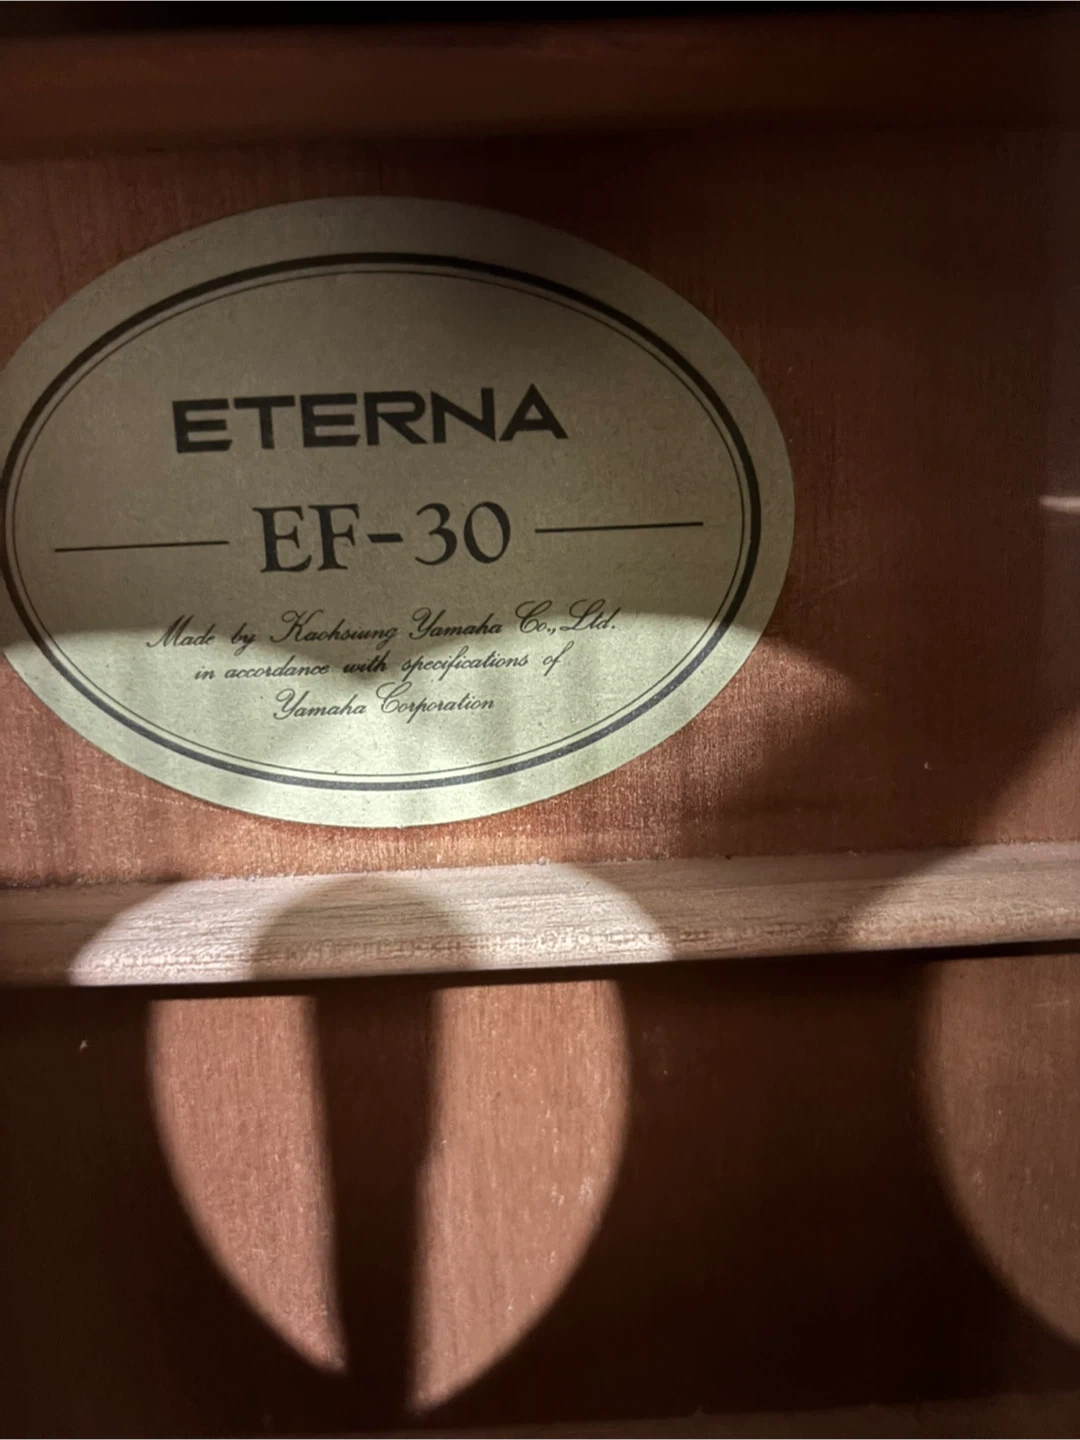 ETERNA
EF-30
Made by Kaohsiung Yamaha Co., Ltd.
in accordance with specifications of
Yamaha Corporation